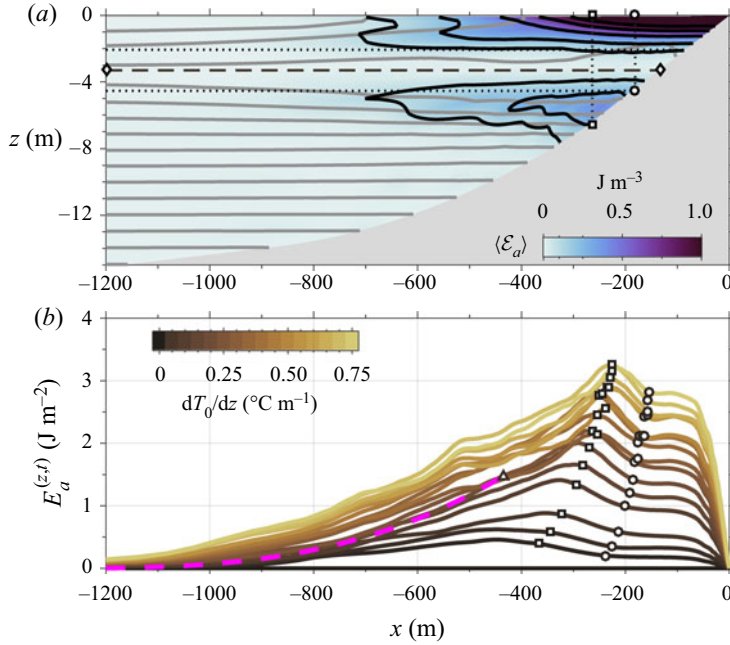 (a)
0
−4
z (m)
−8
−12
J m⁻³
0 0.5 1.0
⟨ℰₐ⟩
−1200 −1000 −800 −600 −400 −200 0
(b)
4
3
2
1
0
Eₐ⁽ᶻ,ᵗ⁾ (J m⁻²)
0 0.25 0.50 0.75
dT₀/dz (°C m⁻¹)
−1200 −1000 −800 −600 −400 −200 0
x (m)